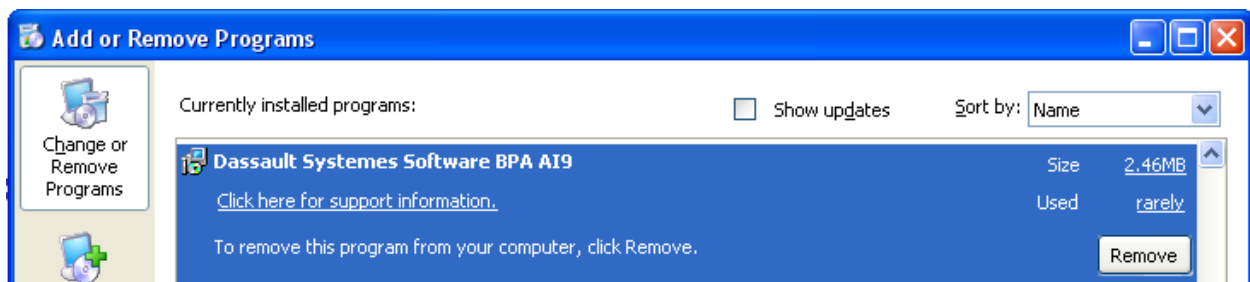 Add or Remove Programs
Change or
Remove
Programs
Currently installed programs:
Show updates
Sort by: Name
Dassault Systemes Software BPA AI9
Size 2.46MB
Click here for support information.
Used rarely
To remove this program from your computer, click Remove.
Remove